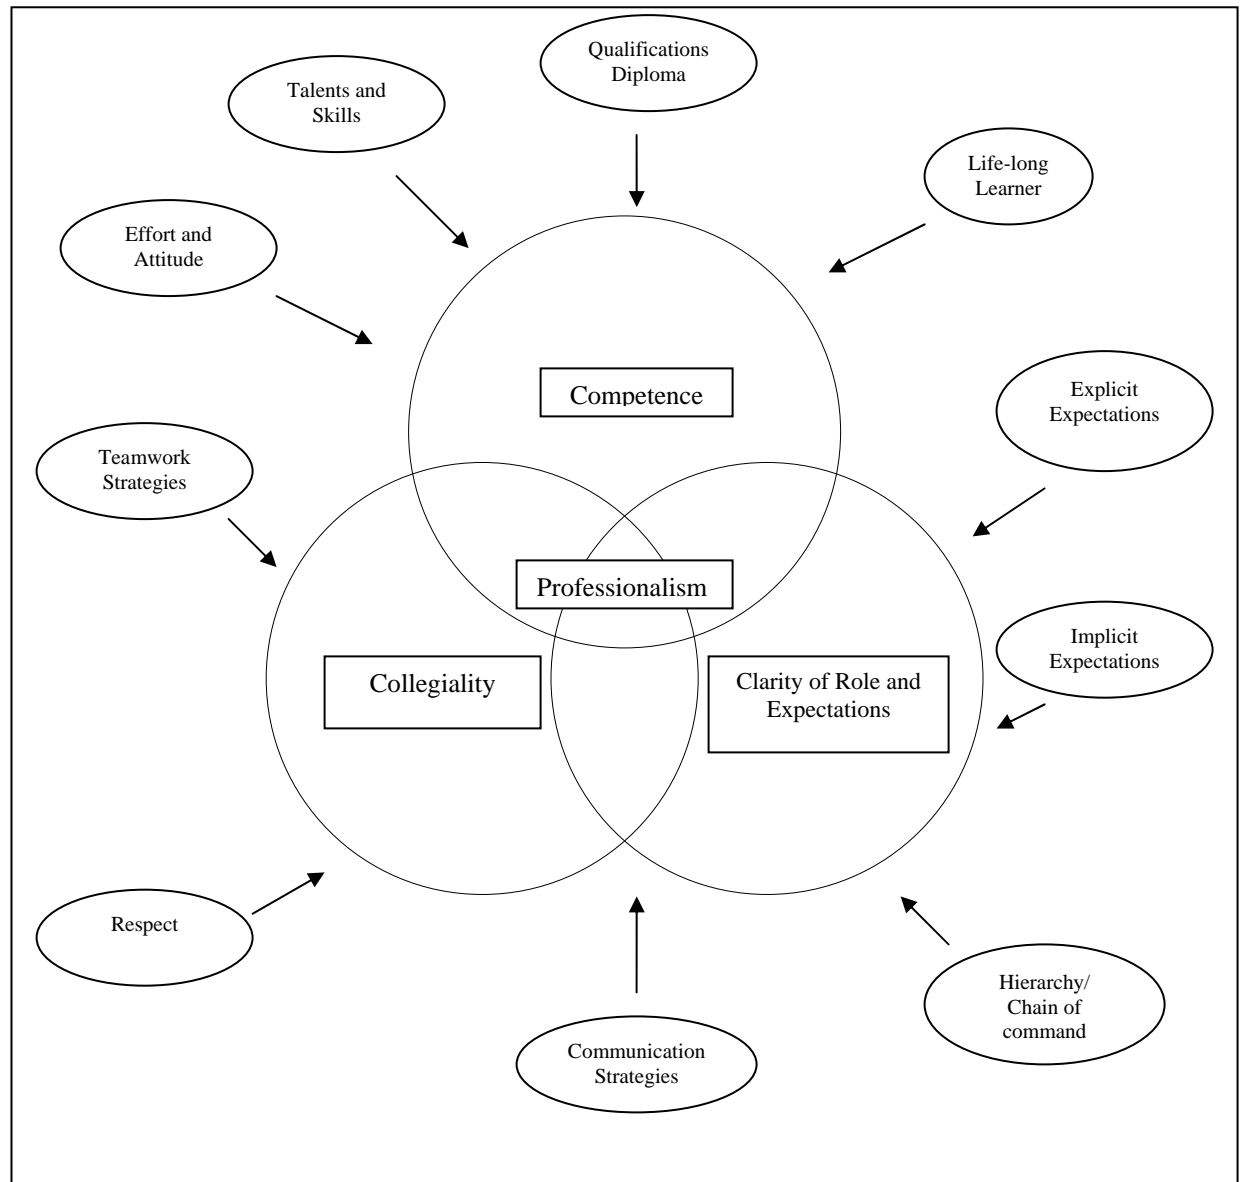 Qualifications
Diploma
Talents and
Skills
Life-long
Learner
Effort and
Attitude
Competence
Explicit
Expectations
Teamwork
Strategies
Professionalism
Implicit
Expectations
Collegiality
Clarity of Role and
Expectations
Respect
Hierarchy/
Chain of
command
Communication
Strategies